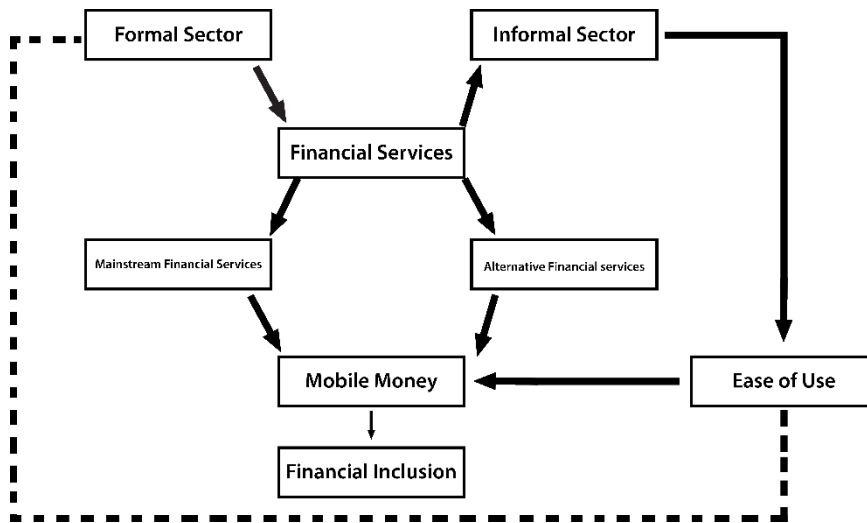 Formal Sector
Informal Sector
Financial Services
Mainstream Financial Services
Alternative Financial services
Mobile Money
Ease of Use
Financial Inclusion